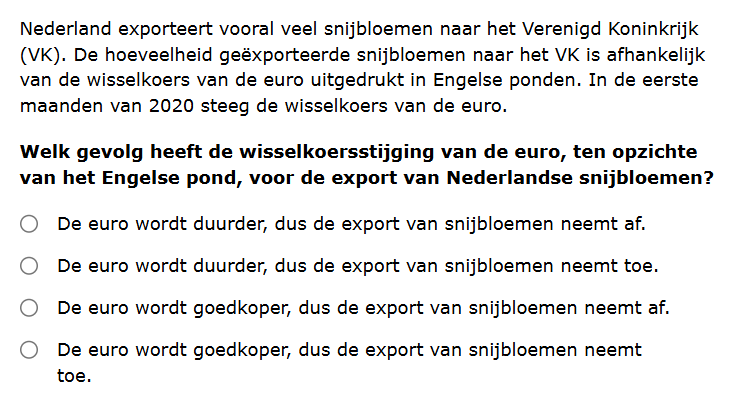 Nederland exporteert vooral veel snijbloemen naar het Verenigd Koninkrijk
(VK). De hoeveelheid geëxporteerde snijbloemen naar het VK is afhankelijk
van de wisselkoers van de euro uitgedrukt in Engelse ponden. In de eerste
maanden van 2020 steeg de wisselkoers van de euro.
Welk gevolg heeft de wisselkoersstijging van de euro, ten opzichte
van het Engelse pond, voor de export van Nederlandse snijbloemen?
De euro wordt duurder, dus de export van snijbloemen neemt af.
De euro wordt duurder, dus de export van snijbloemen neemt toe.
De euro wordt goedkoper, dus de export van snijbloemen neemt af.
De euro wordt goedkoper, dus de export van snijbloemen neemt
toe.